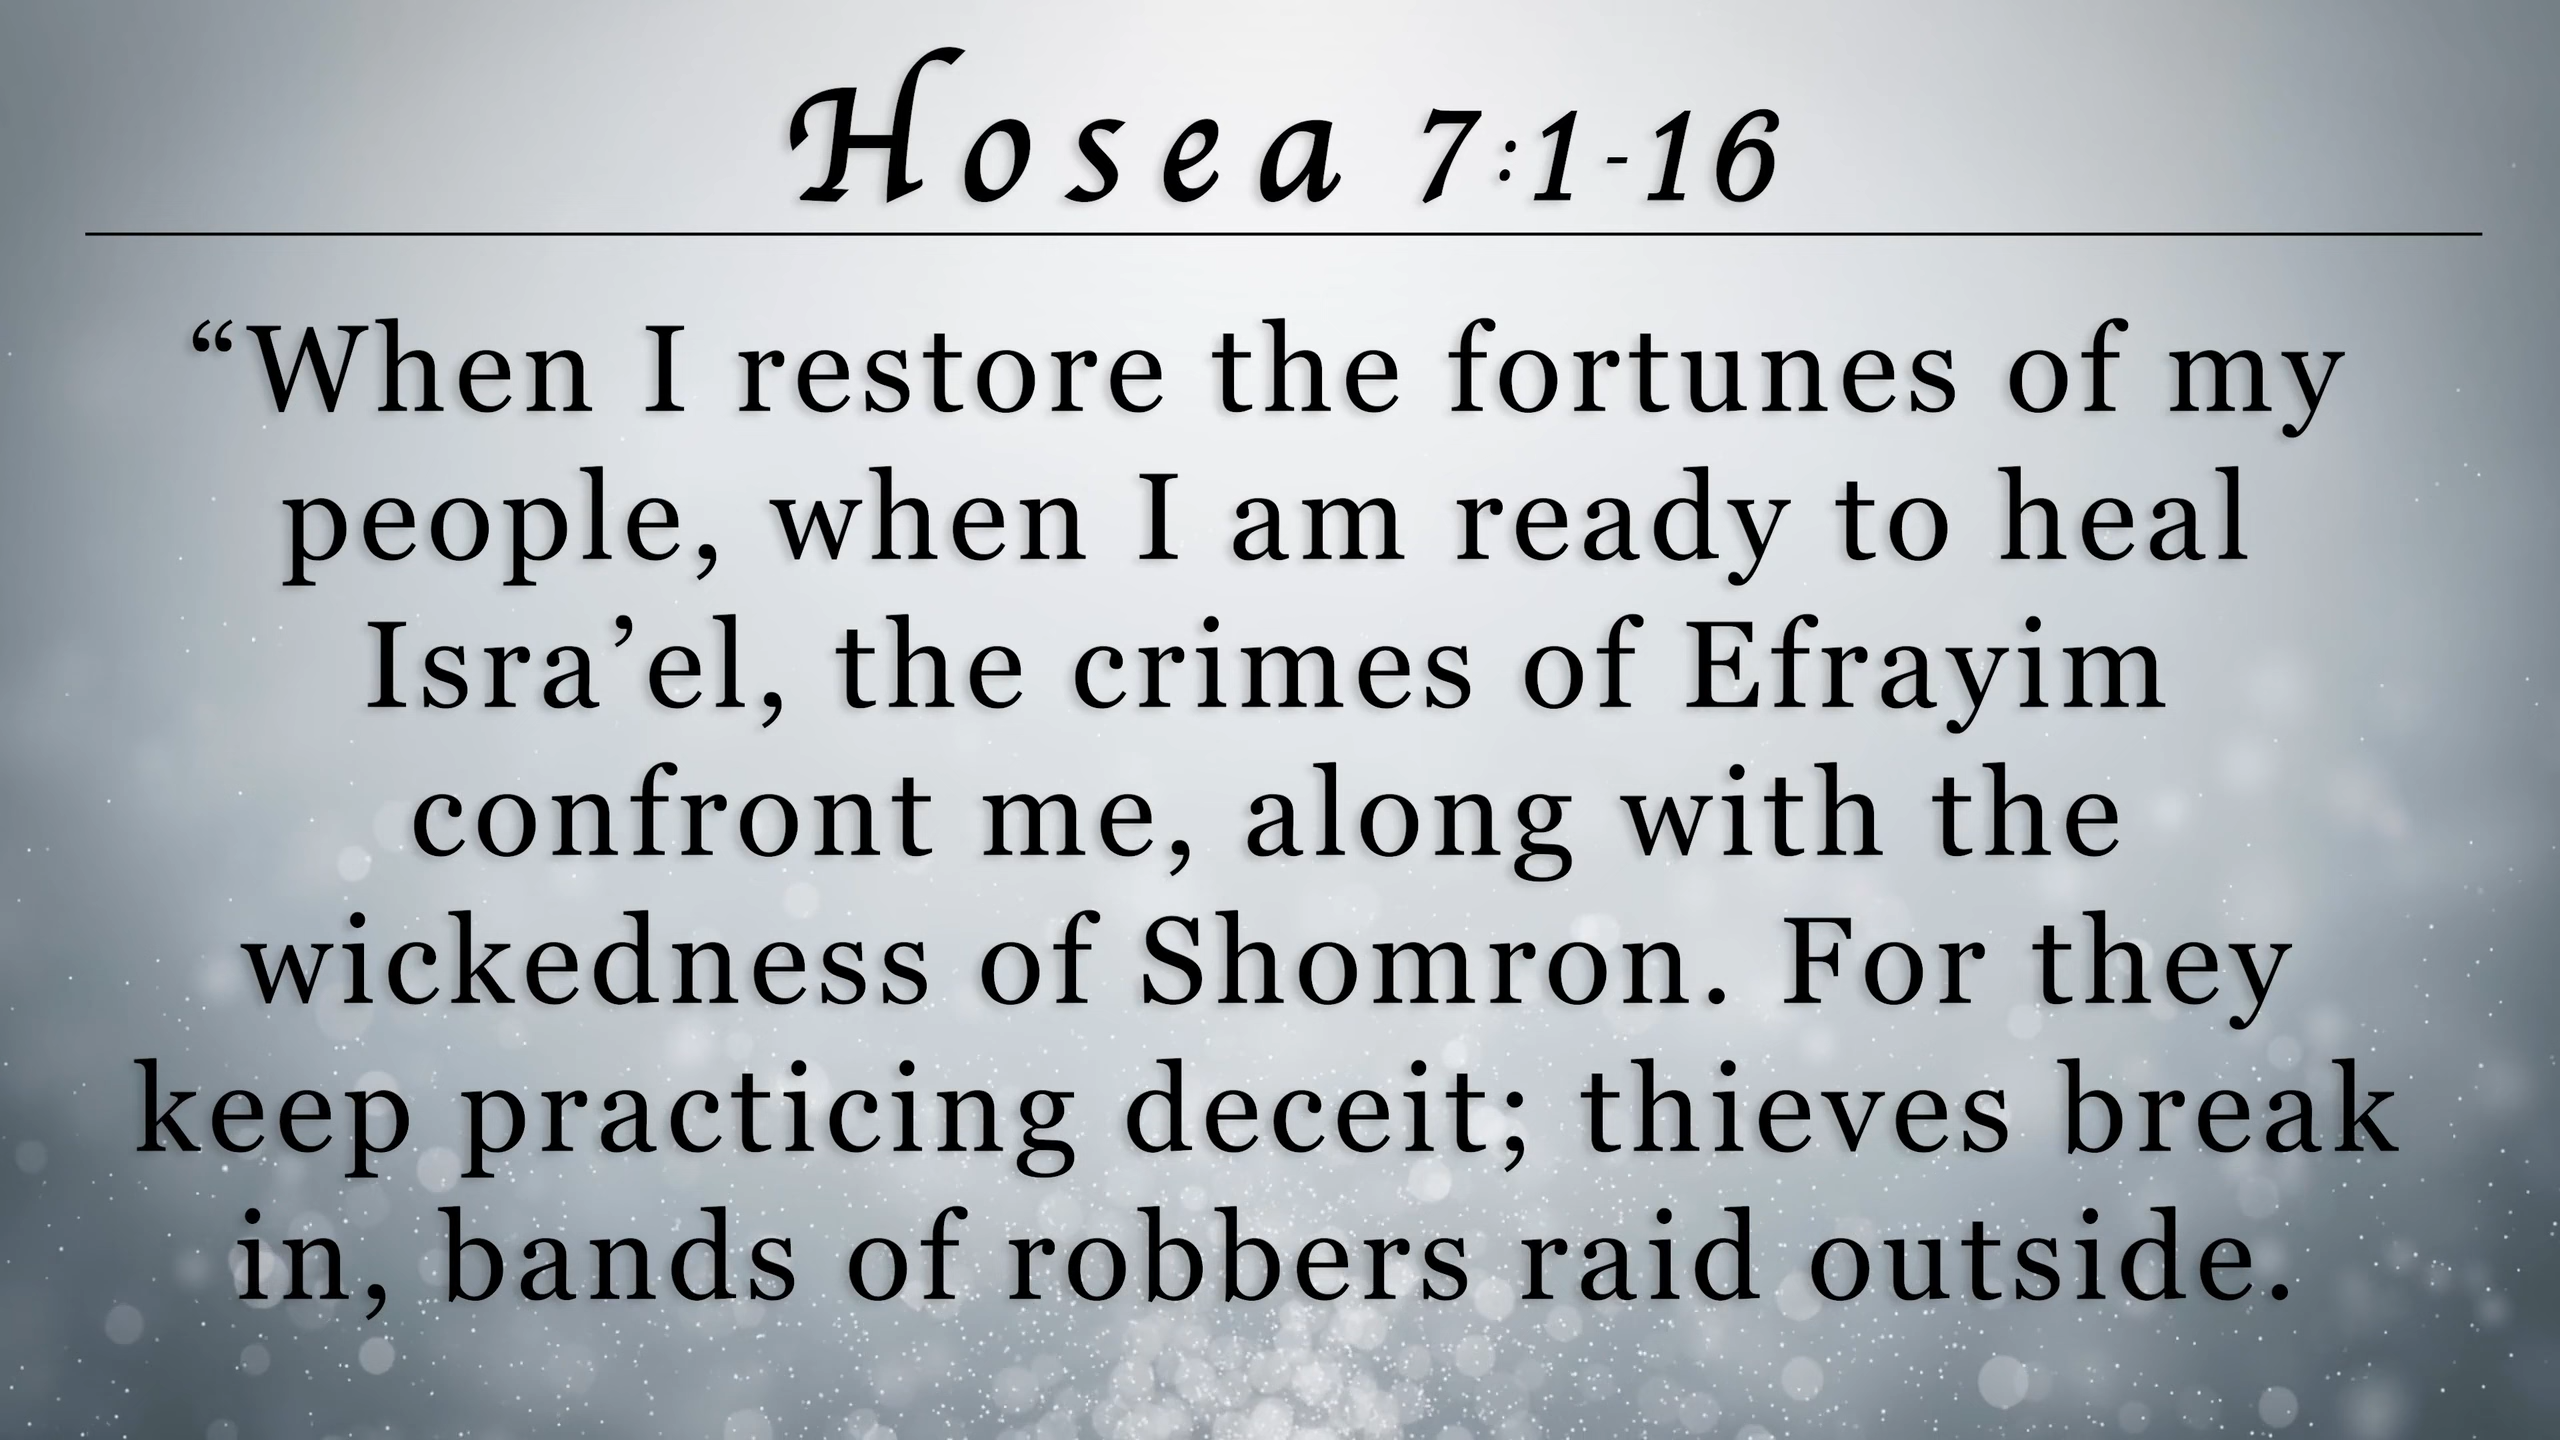 Hosea 7:1-16
“When I restore the fortunes of my
people, when I am ready to heal
Isra’el, the crimes of Efrayim
confront me, along with the
wickedness of Shomron. For they
keep practicing deceit; thieves break
in, bands of robbers raid outside.